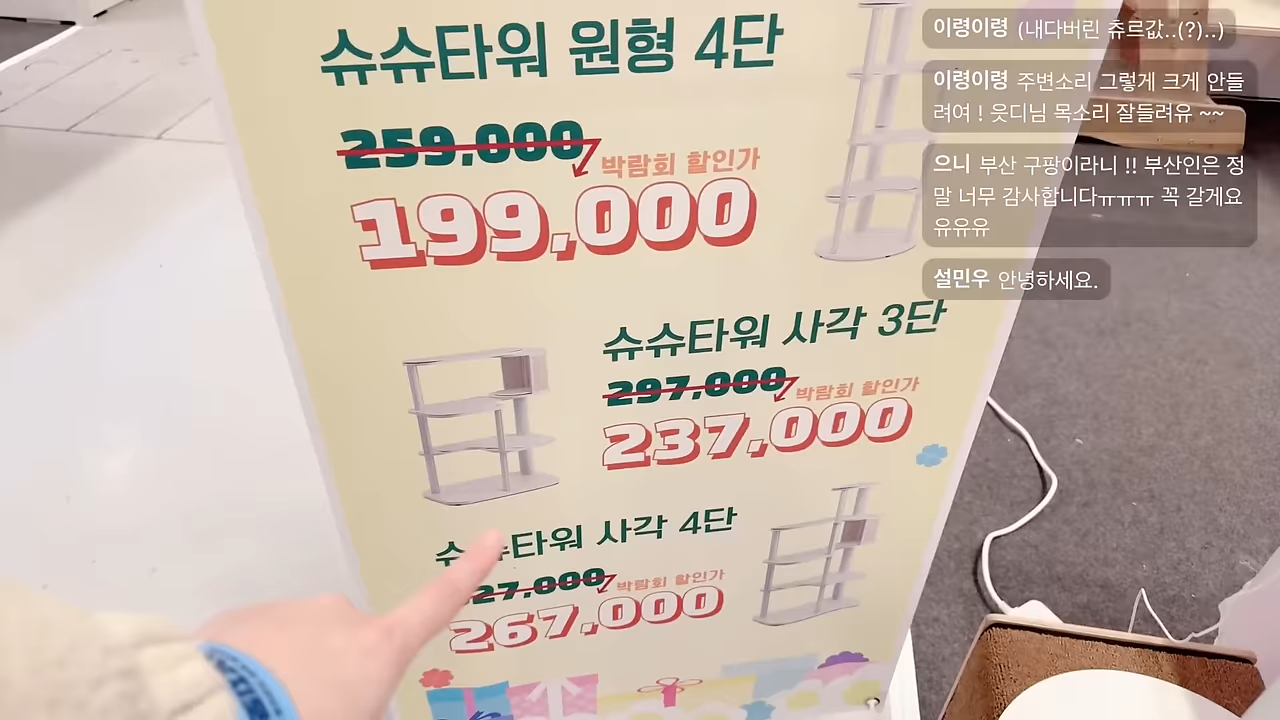 슈슈타워 원형 4단
259,000
박람회 할인가
199,000
슈슈타워 사각 3단
297,000
박람회 할인가
237,000
사각 4단
박람회 할인가
267,000
이령이령 (내다버린 츄르값..(?)..)
이령이령 주변소리 그렇게 크게 안들
려여 ! 읏디님 목소리 잘들려유 ~~
으니 부산 구팡이라니 !! 부산인은 정
말 너무 감사합니다ㅠㅠㅠ 꼭 갈게요
유유유
설민우 안녕하세요.